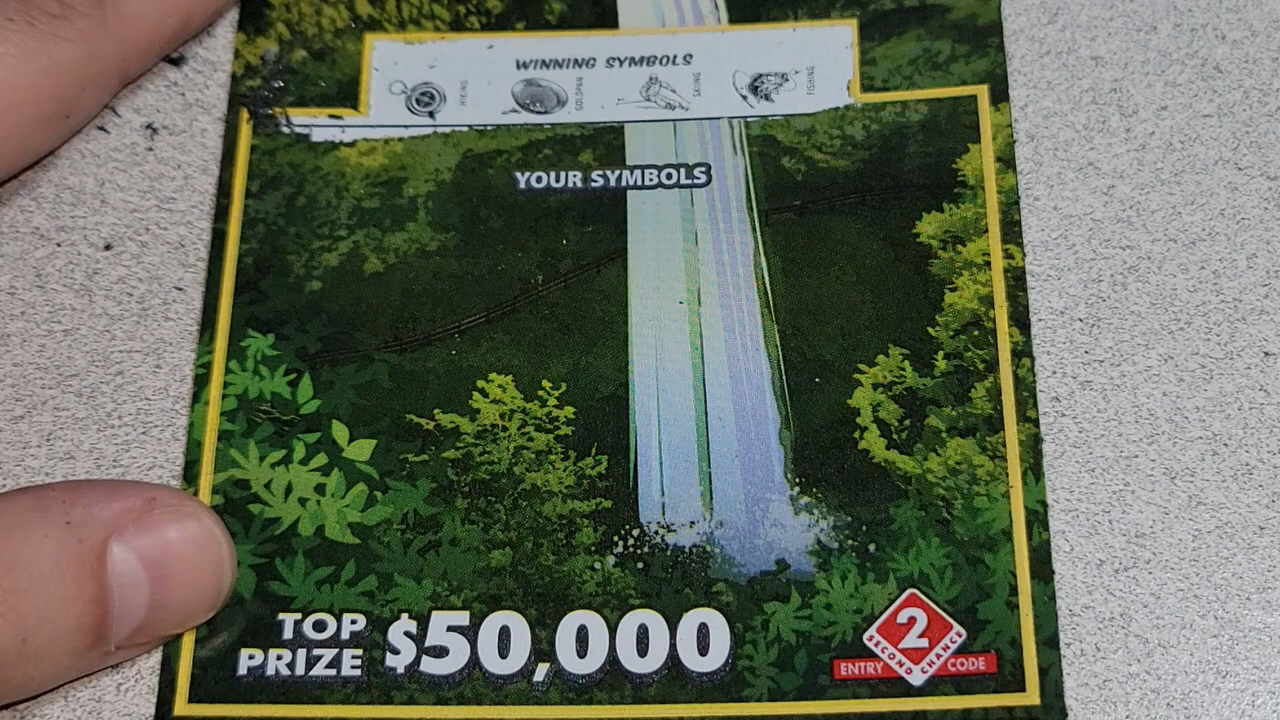 WINNING SYMBOLS
HIKING
GOLDPAN
SKIING
FISHING
YOUR SYMBOLS
TOP
PRIZE $50,000
2
SECOND CHANCE
ENTRY CODE